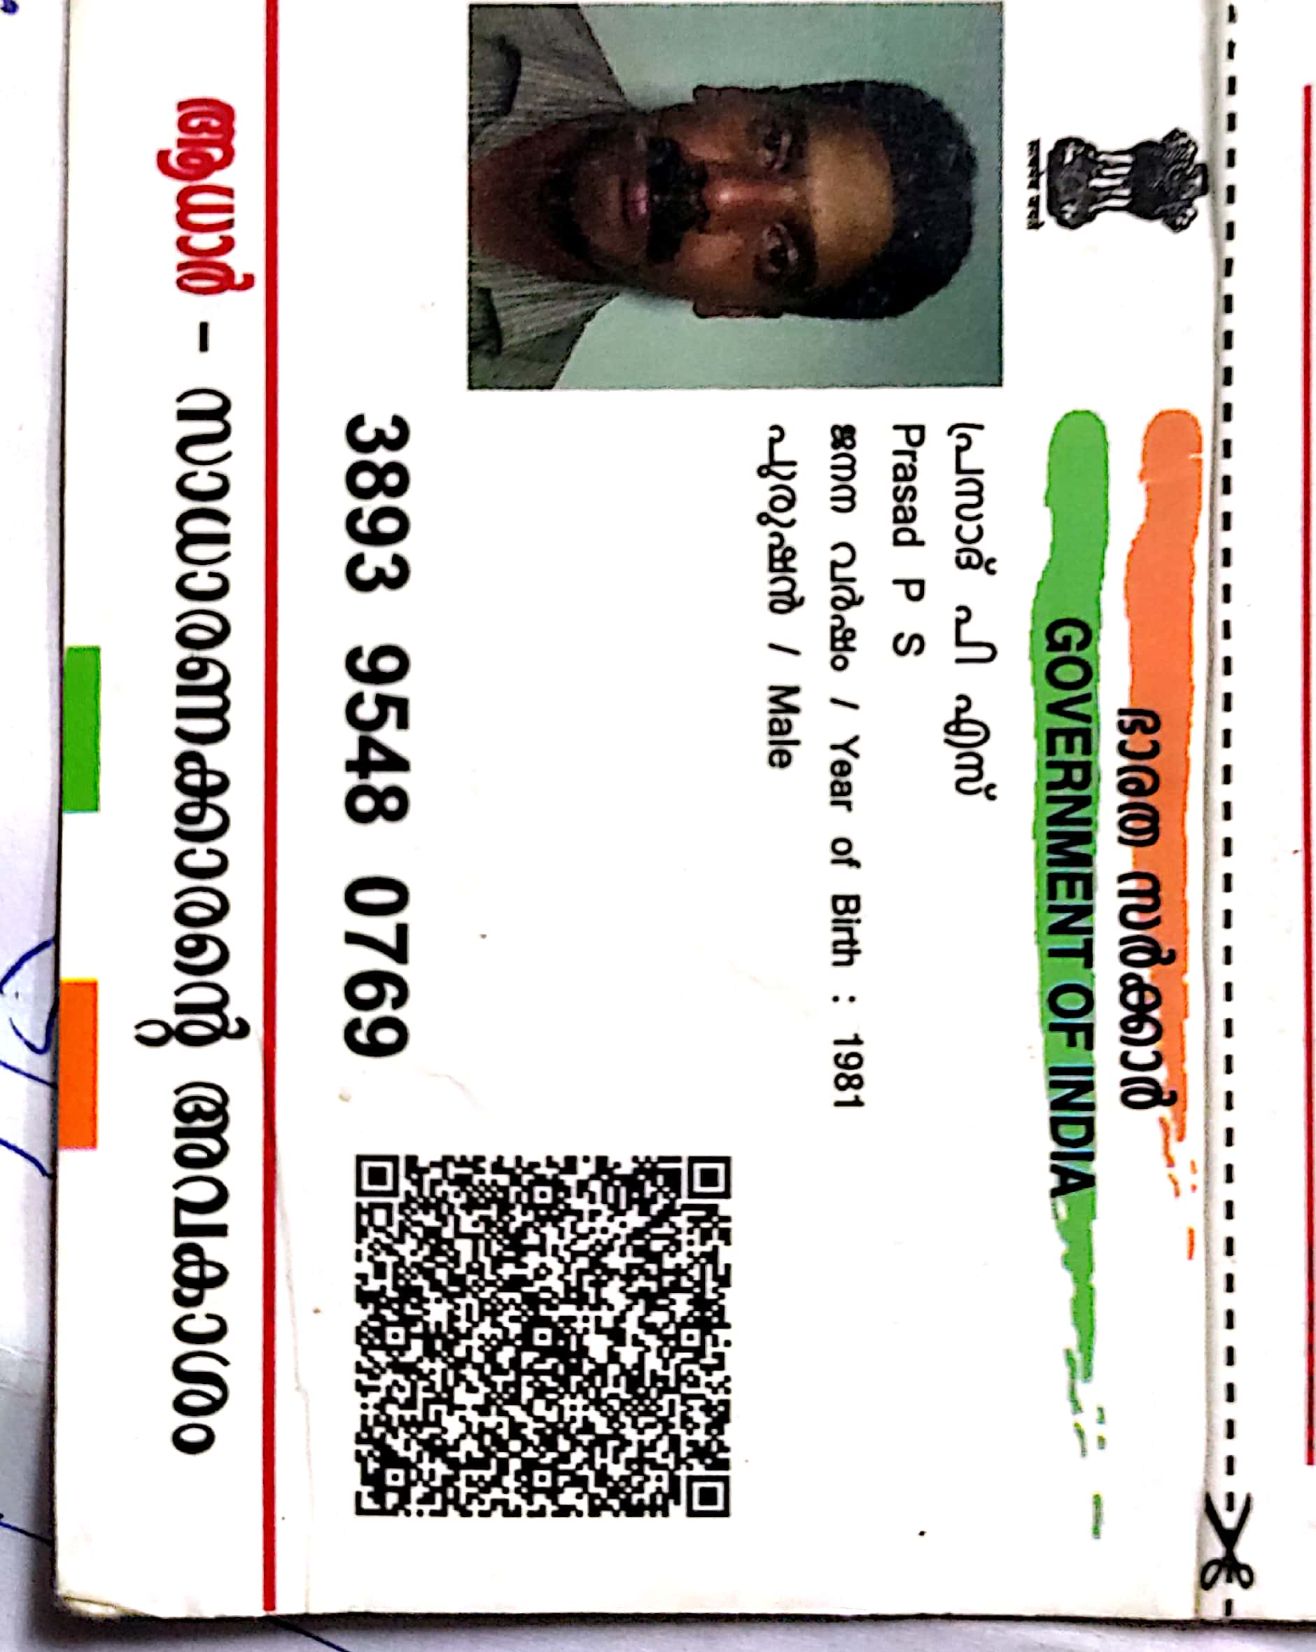 ഭാരത സർക്കാർ
GOVERNMENT OF INDIA
പ്രസാദ് പി എസ്
Prasad P S
ജനന വർഷം / Year of Birth : 1981
പുരുഷൻ / Male
3893 9548 0769
ആധാർ - സാധാരണക്കാരന്റെ അവകാശം